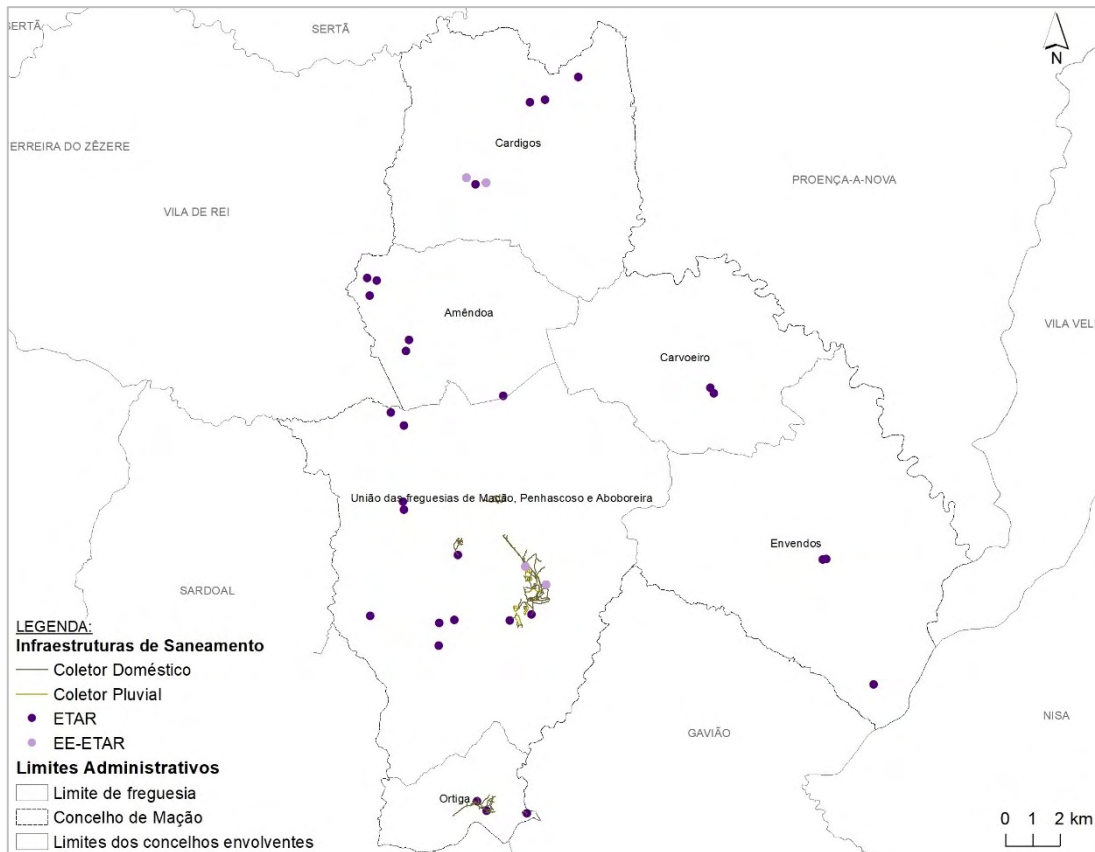 SERTÃ
SERTÃ
N
Cardigos
ERREIRA DO ZÊZERE
PROENÇA-A-NOVA
VILA DE REI
Amêndoa
VILA VEL
Carvoeiro
União das freguesias de Mação, Penhascoso e Aboboreira
Envendos
SARDOAL
LEGENDA:
Infraestruturas de Saneamento
Coletor Doméstico
Coletor Pluvial
ETAR
EE-ETAR
Limites Administrativos
Limite de freguesia
Concelho de Mação
Limites dos concelhos envolventes
NISA
GAVIÃO
Ortiga
0 1 2 km